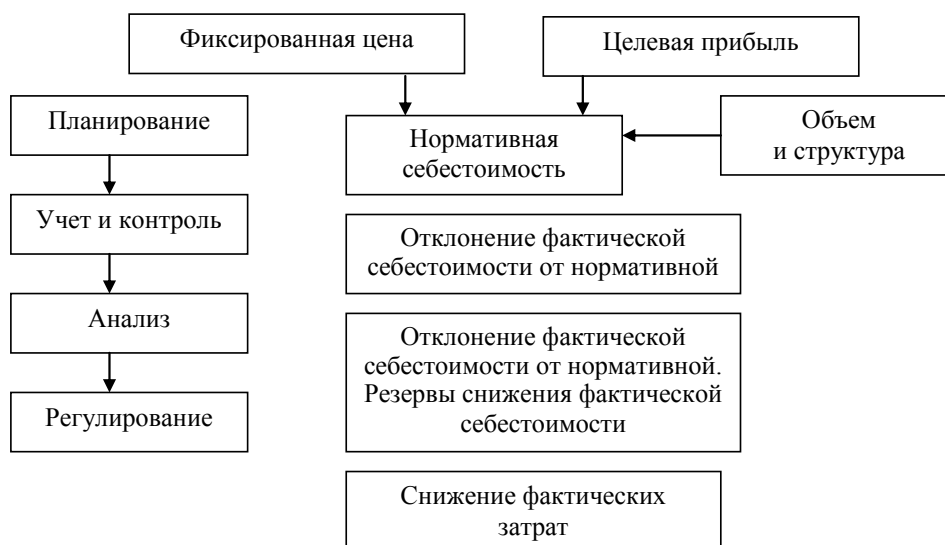 Фиксированная цена
Целевая прибыль
Планирование
Нормативная
себестоимость
Объем
и структура
Учет и контроль
Отклонение фактической
себестоимости от нормативной
Анализ
Отклонение фактической
себестоимости от нормативной.
Резервы снижения фактической
себестоимости
Регулирование
Снижение фактических
затрат